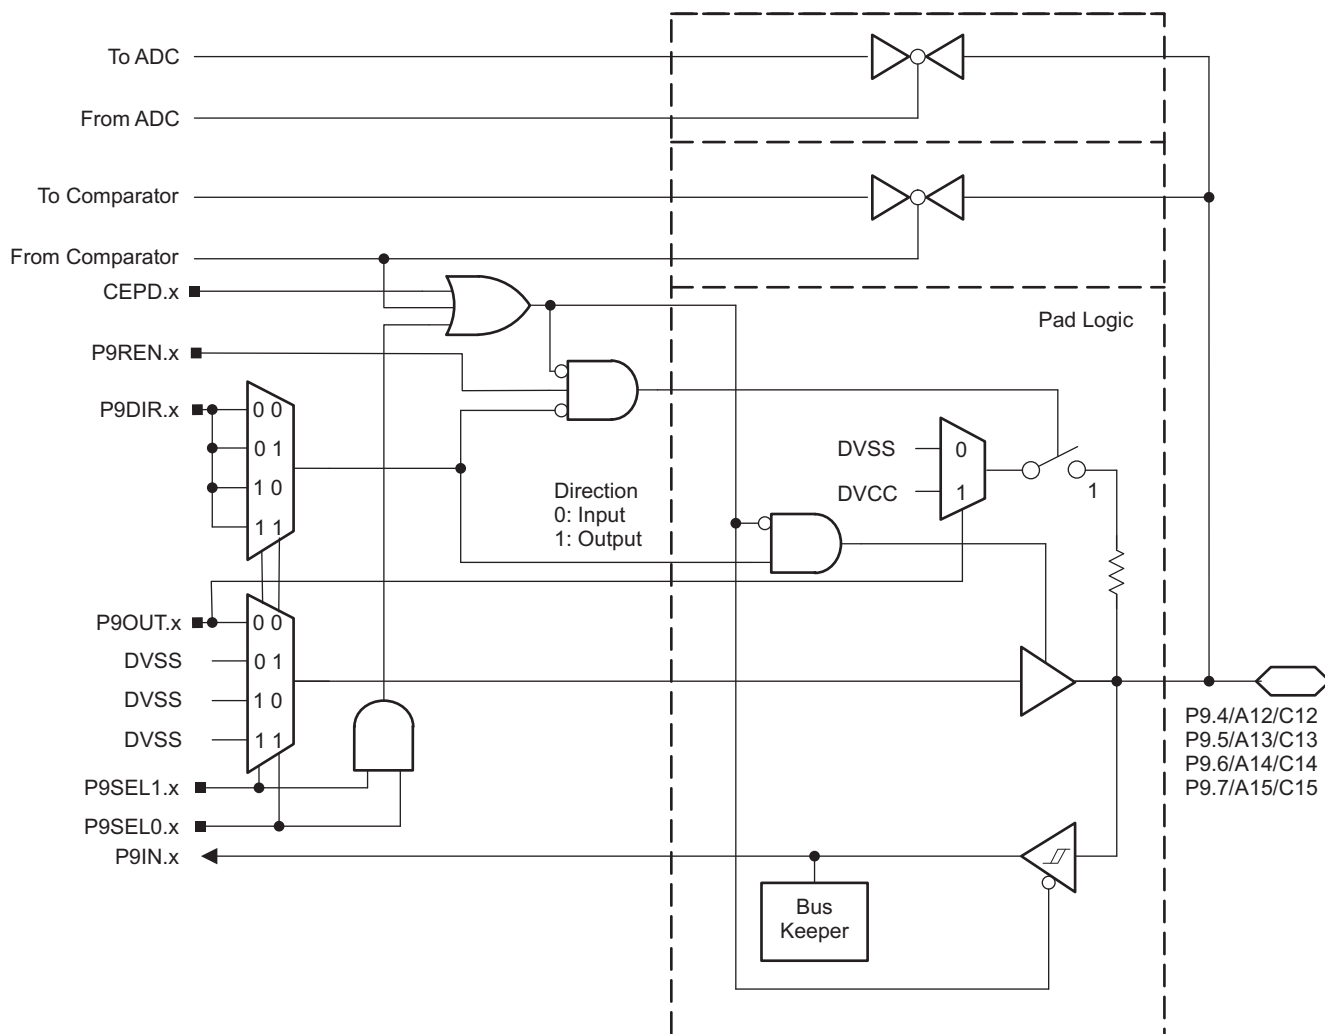 To ADC
From ADC
To Comparator
From Comparator
CEPD.x
Pad Logic
P9REN.x
P9DIR.x
0 0
0 1
1 0
1 1
Direction
0: Input
1: Output
DVSS
0
DVCC
1
1
P9OUT.x
0 0
DVSS
0 1
DVSS
1 0
DVSS
1 1
P9.4/A12/C12
P9.5/A13/C13
P9.6/A14/C14
P9.7/A15/C15
P9SEL1.x
P9SEL0.x
P9IN.x
Bus
Keeper